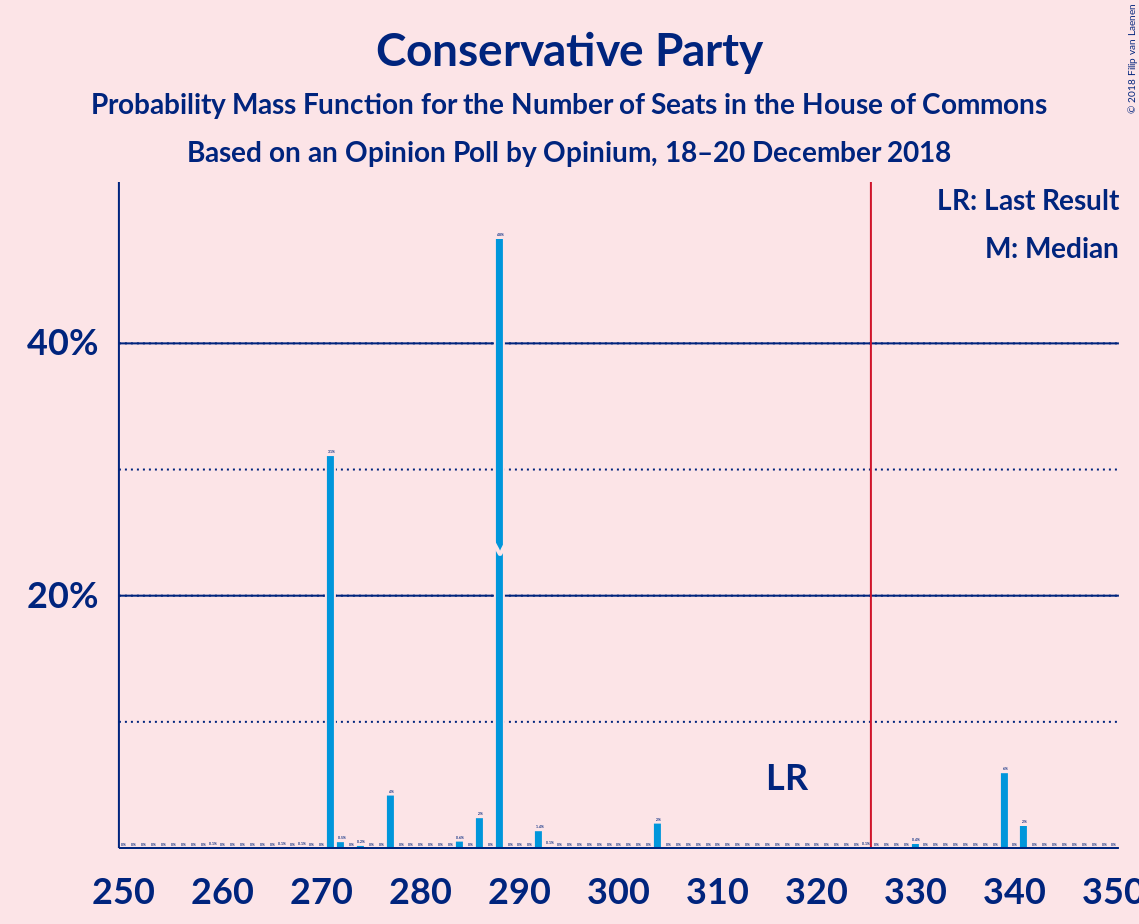 Conservative Party
Probability Mass Function for the Number of Seats in the House of Commons
Based on an Opinion Poll by Opinium, 18–20 December 2018
© 2018 Filip van Laenen
LR: Last Result
M: Median
40%
20%
M
LR
250 260 270 280 290 300 310 320 330 340 350